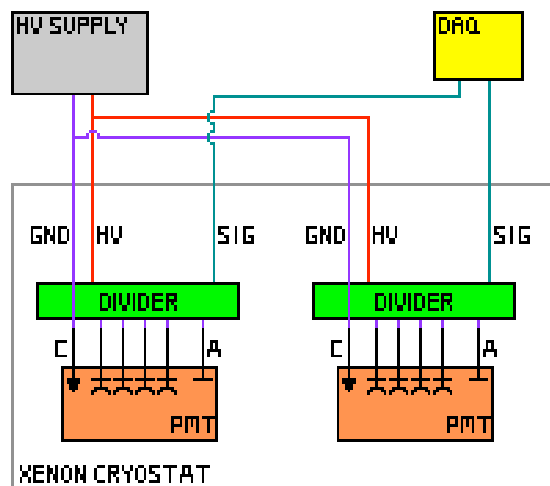 HV SUPPLY
DAQ
GND HV SIG GND HV SIG
DIVIDER DIVIDER
C A C A
PMT PMT
XENON CRYOSTAT